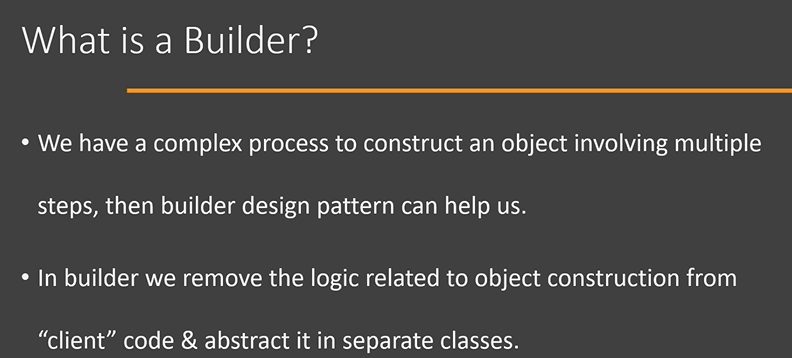 What is a Builder?
• We have a complex process to construct an object involving multiple
steps, then builder design pattern can help us.
• In builder we remove the logic related to object construction from
“client” code & abstract it in separate classes.